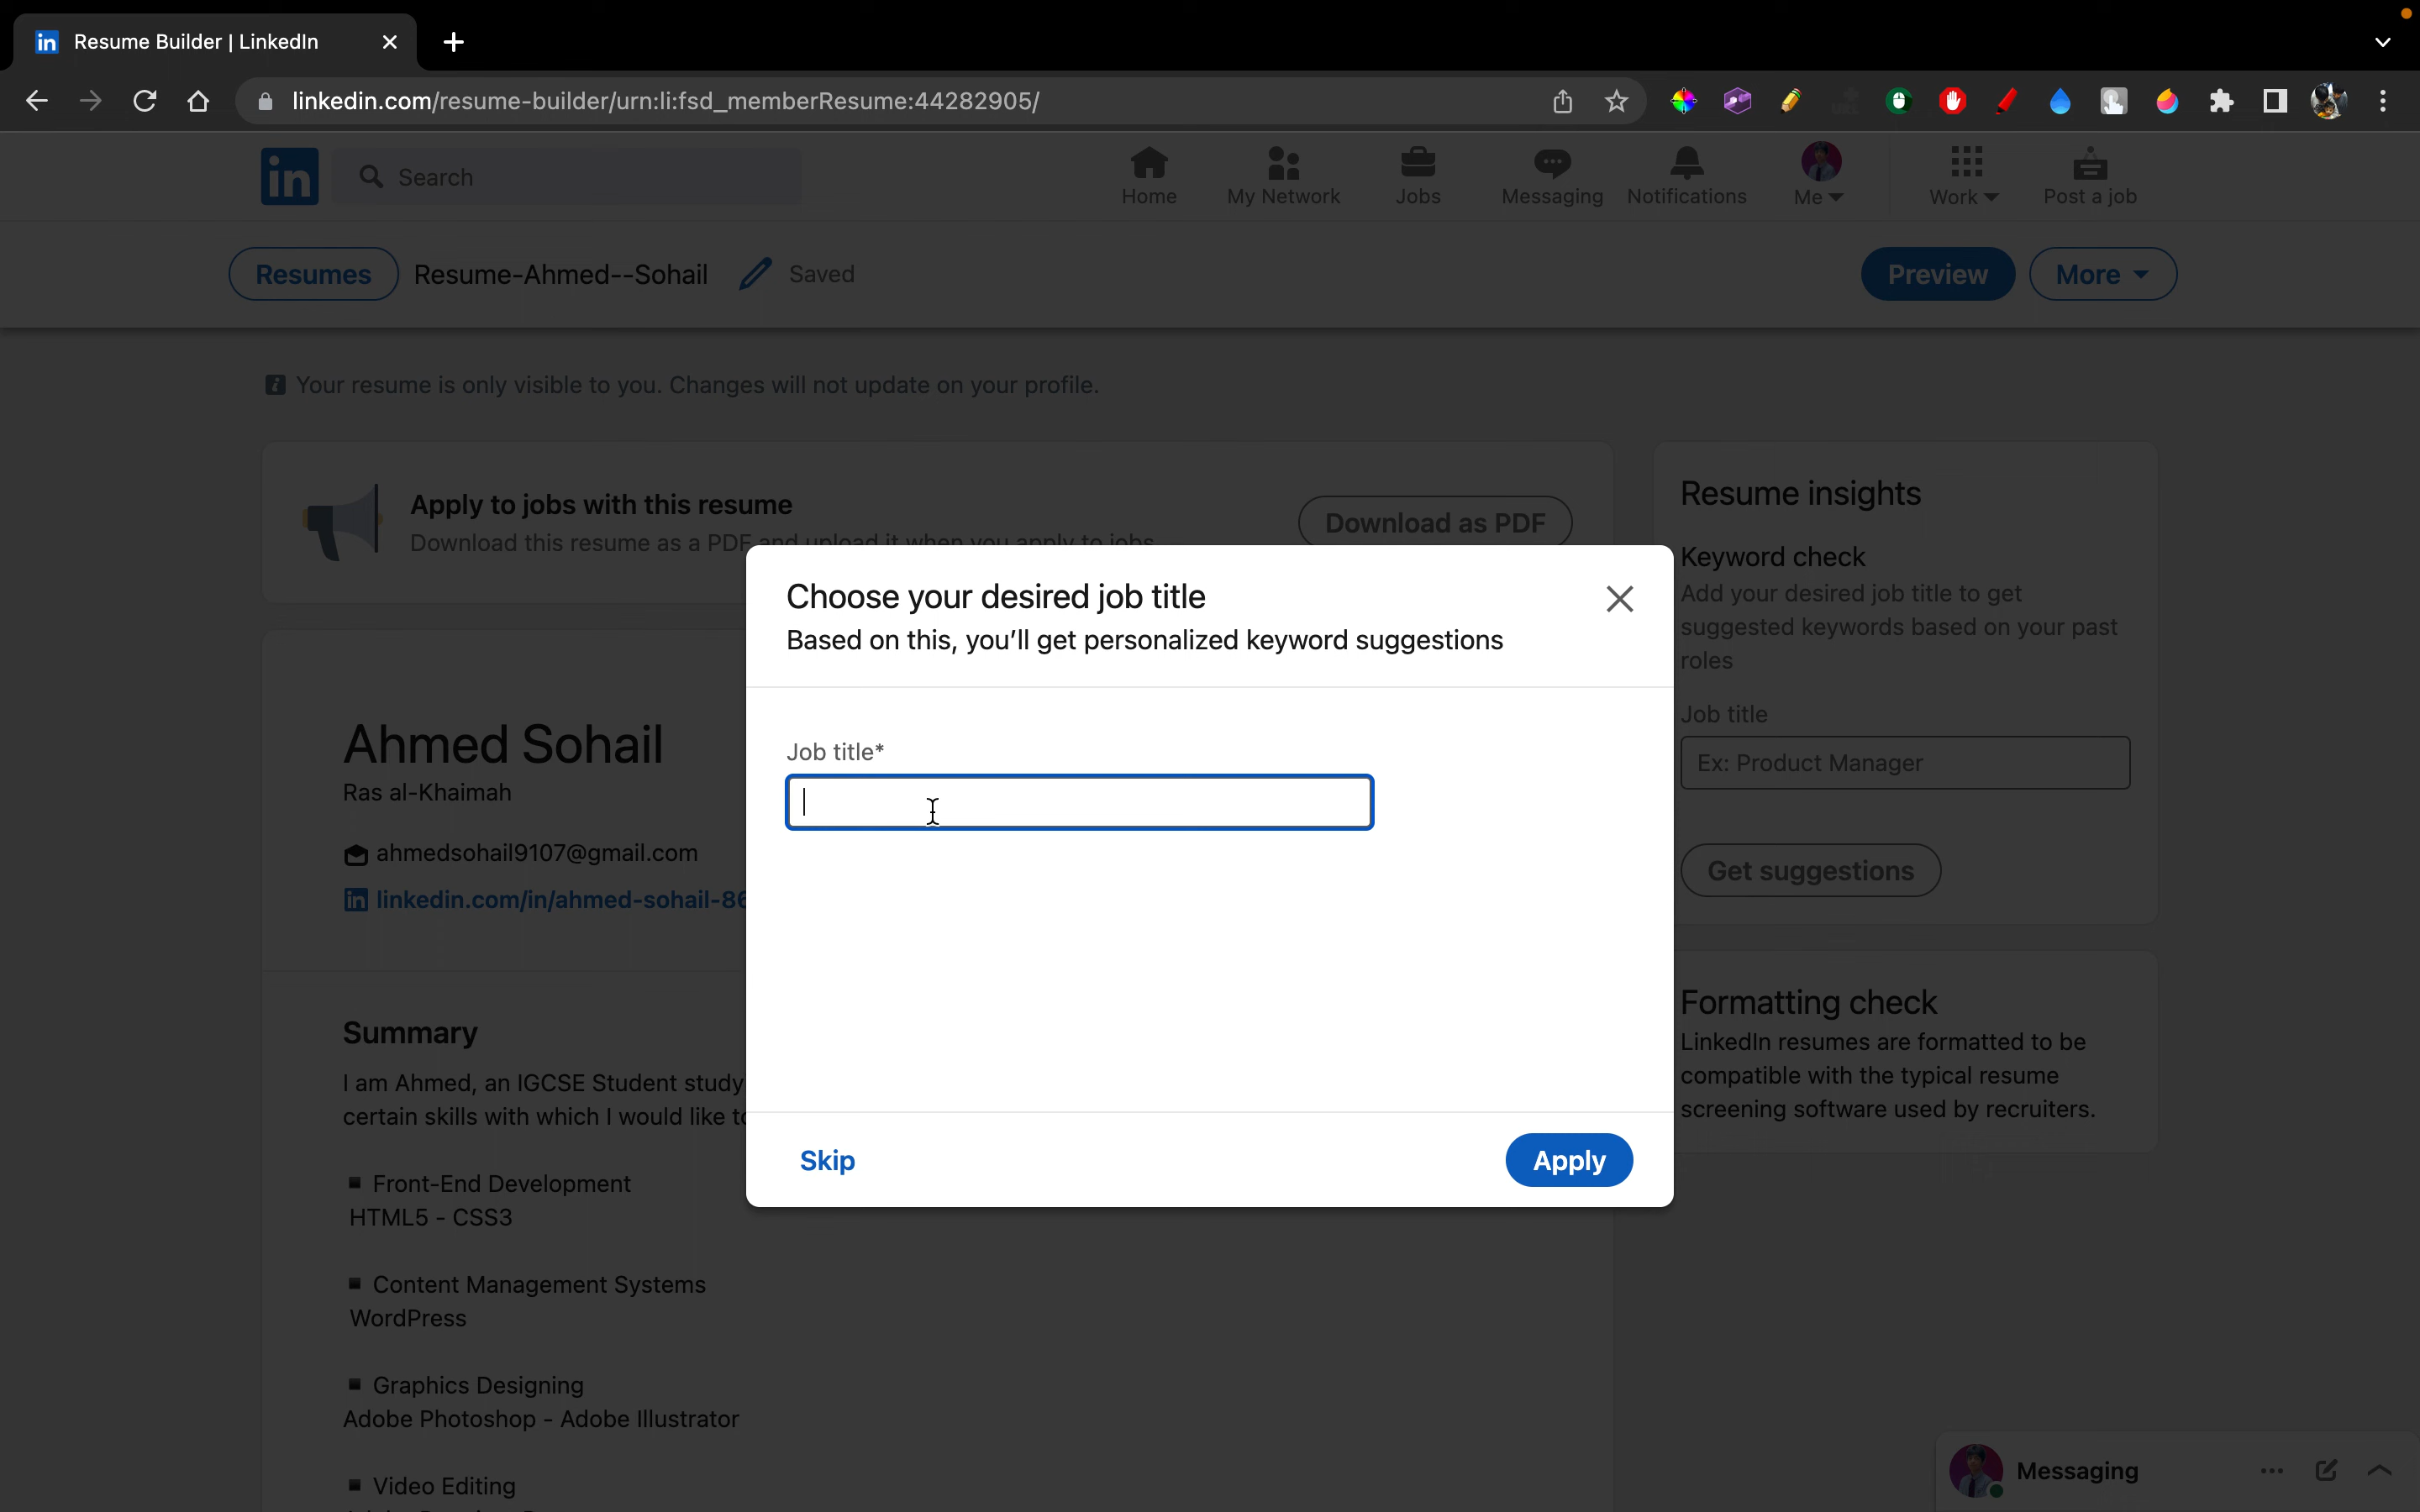 Resume Builder | LinkedIn
linkedin.com/resume-builder/urn:li:fsd_memberResume:44282905/
in
Search
Home
My Network
Jobs
Messaging
Notifications
Me
Work
Post a job
Resumes
Resume-Ahmed--Sohail
Saved
Preview
More
Your resume is only visible to you. Changes will not update on your profile.
Apply to jobs with this resume
Download this resume as a PDF and upload it when you apply to jobs
Download as PDF
Ahmed Sohail
Ras al-Khaimah
ahmedsohail9107@gmail.com
linkedin.com/in/ahmed-sohail-86
Summary
I am Ahmed, an IGCSE Student study
certain skills with which I would like to
Front-End Development
HTML5 - CSS3
Content Management Systems
WordPress
Graphics Designing
Adobe Photoshop - Adobe Illustrator
Video Editing
Choose your desired job title
Based on this, you'll get personalized keyword suggestions
Job title*
Skip
Apply
Resume insights
Keyword check
Add your desired job title to get
suggested keywords based on your past
roles
Job title
Ex: Product Manager
Get suggestions
Formatting check
LinkedIn resumes are formatted to be
compatible with the typical resume
screening software used by recruiters.
Messaging